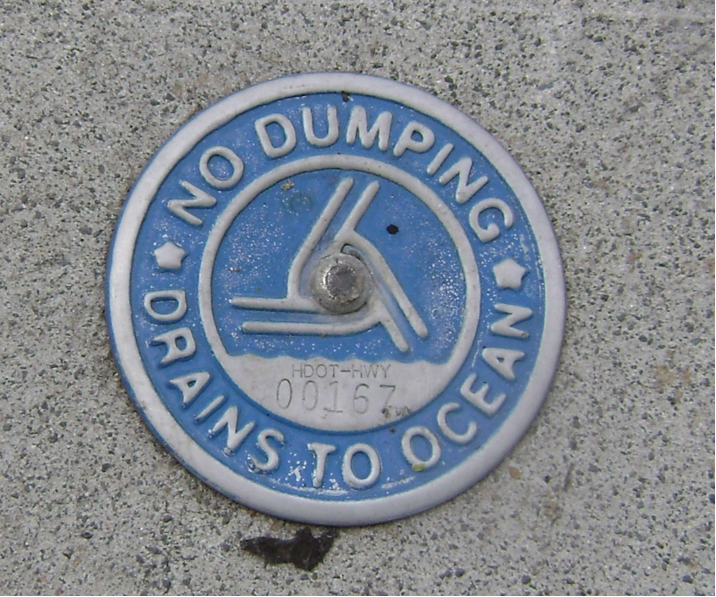 NO DUMPING
DRAINS TO OCEAN
HDOT-HWY
00167